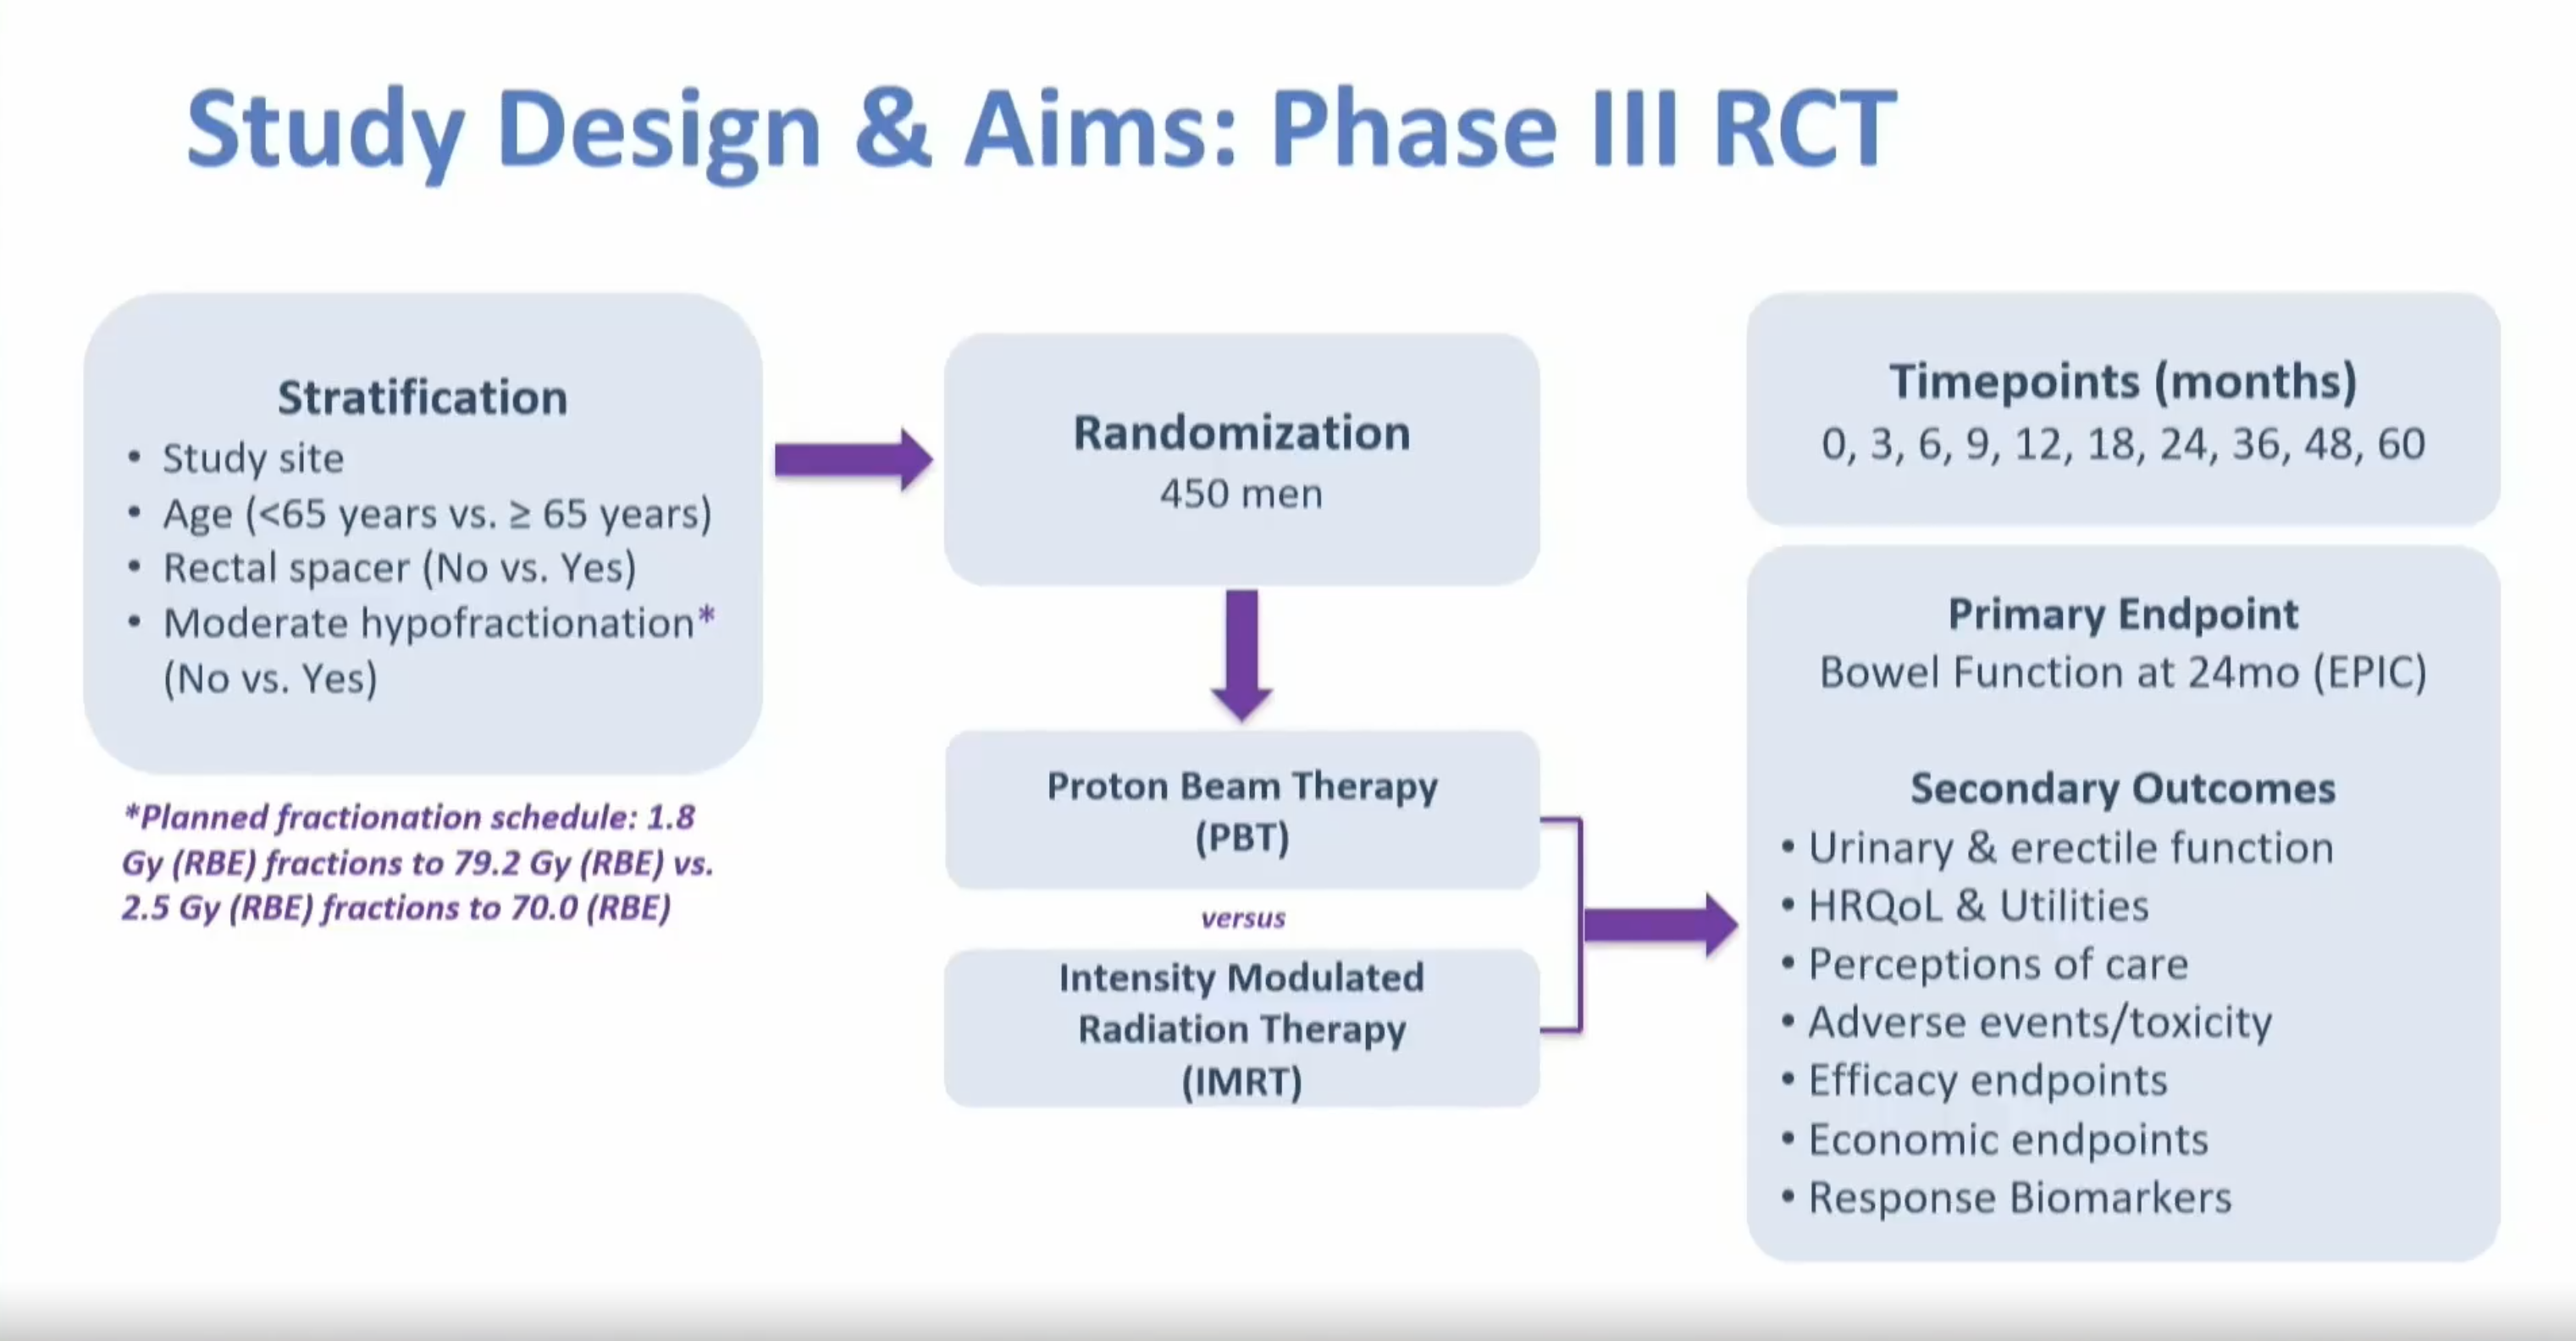 Study Design & Aims: Phase III RCT
Stratification
• Study site
• Age (<65 years vs. ≥ 65 years)
• Rectal spacer (No vs. Yes)
• Moderate hypofractionation*
(No vs. Yes)
*Planned fractionation schedule: 1.8
Gy (RBE) fractions to 79.2 Gy (RBE) vs.
2.5 Gy (RBE) fractions to 70.0 (RBE)
Randomization
450 men
Proton Beam Therapy
(PBT)
versus
Intensity Modulated
Radiation Therapy
(IMRT)
Timepoints (months)
0, 3, 6, 9, 12, 18, 24, 36, 48, 60
Primary Endpoint
Bowel Function at 24mo (EPIC)
Secondary Outcomes
• Urinary & erectile function
• HRQoL & Utilities
• Perceptions of care
• Adverse events/toxicity
• Efficacy endpoints
• Economic endpoints
• Response Biomarkers